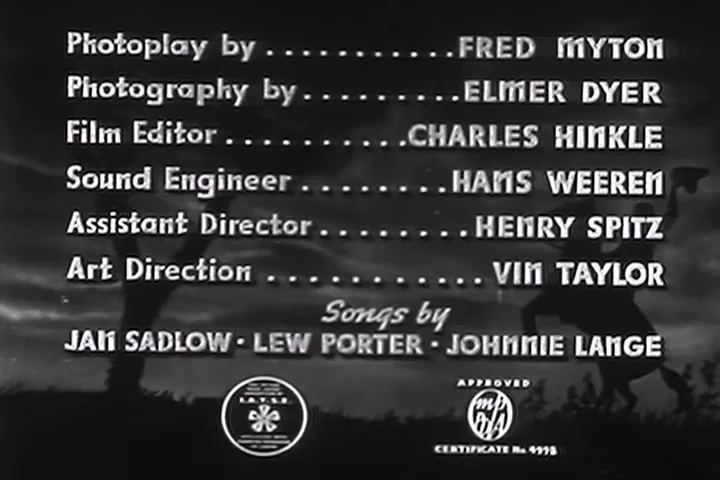 Photoplay by ........... FRED MYTON
Photography by ......... ELMER DYER
Film Editor .......... CHARLES HINKLE
Sound Engineer ........ HANS WEEREN
Assistant Director ........ HENRY SPITZ
Art Direction ............ VIN TAYLOR
Songs by
JAN SADLOW · LEW PORTER · JOHNNIE LANGE
I.A.T.S.E.
APPROVED
MPPDA
CERTIFICATE No.